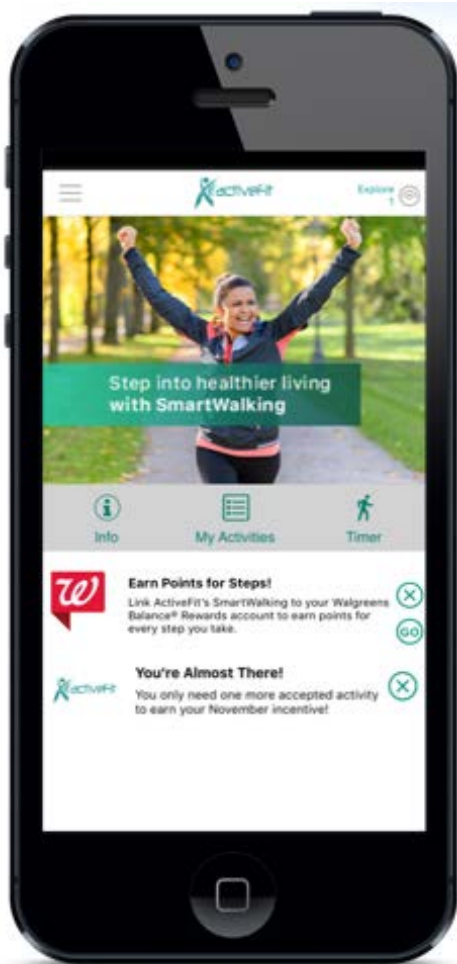 activeFit
Explore
1
Step into healthier living
with SmartWalking
Info
My Activities
Timer
Earn Points for Steps!
Link ActiveFit's SmartWalking to your Walgreens
Balance® Rewards account to earn points for
every step you take.
GO
activeFit
You're Almost There!
You only need one more accepted activity
to earn your November incentive!